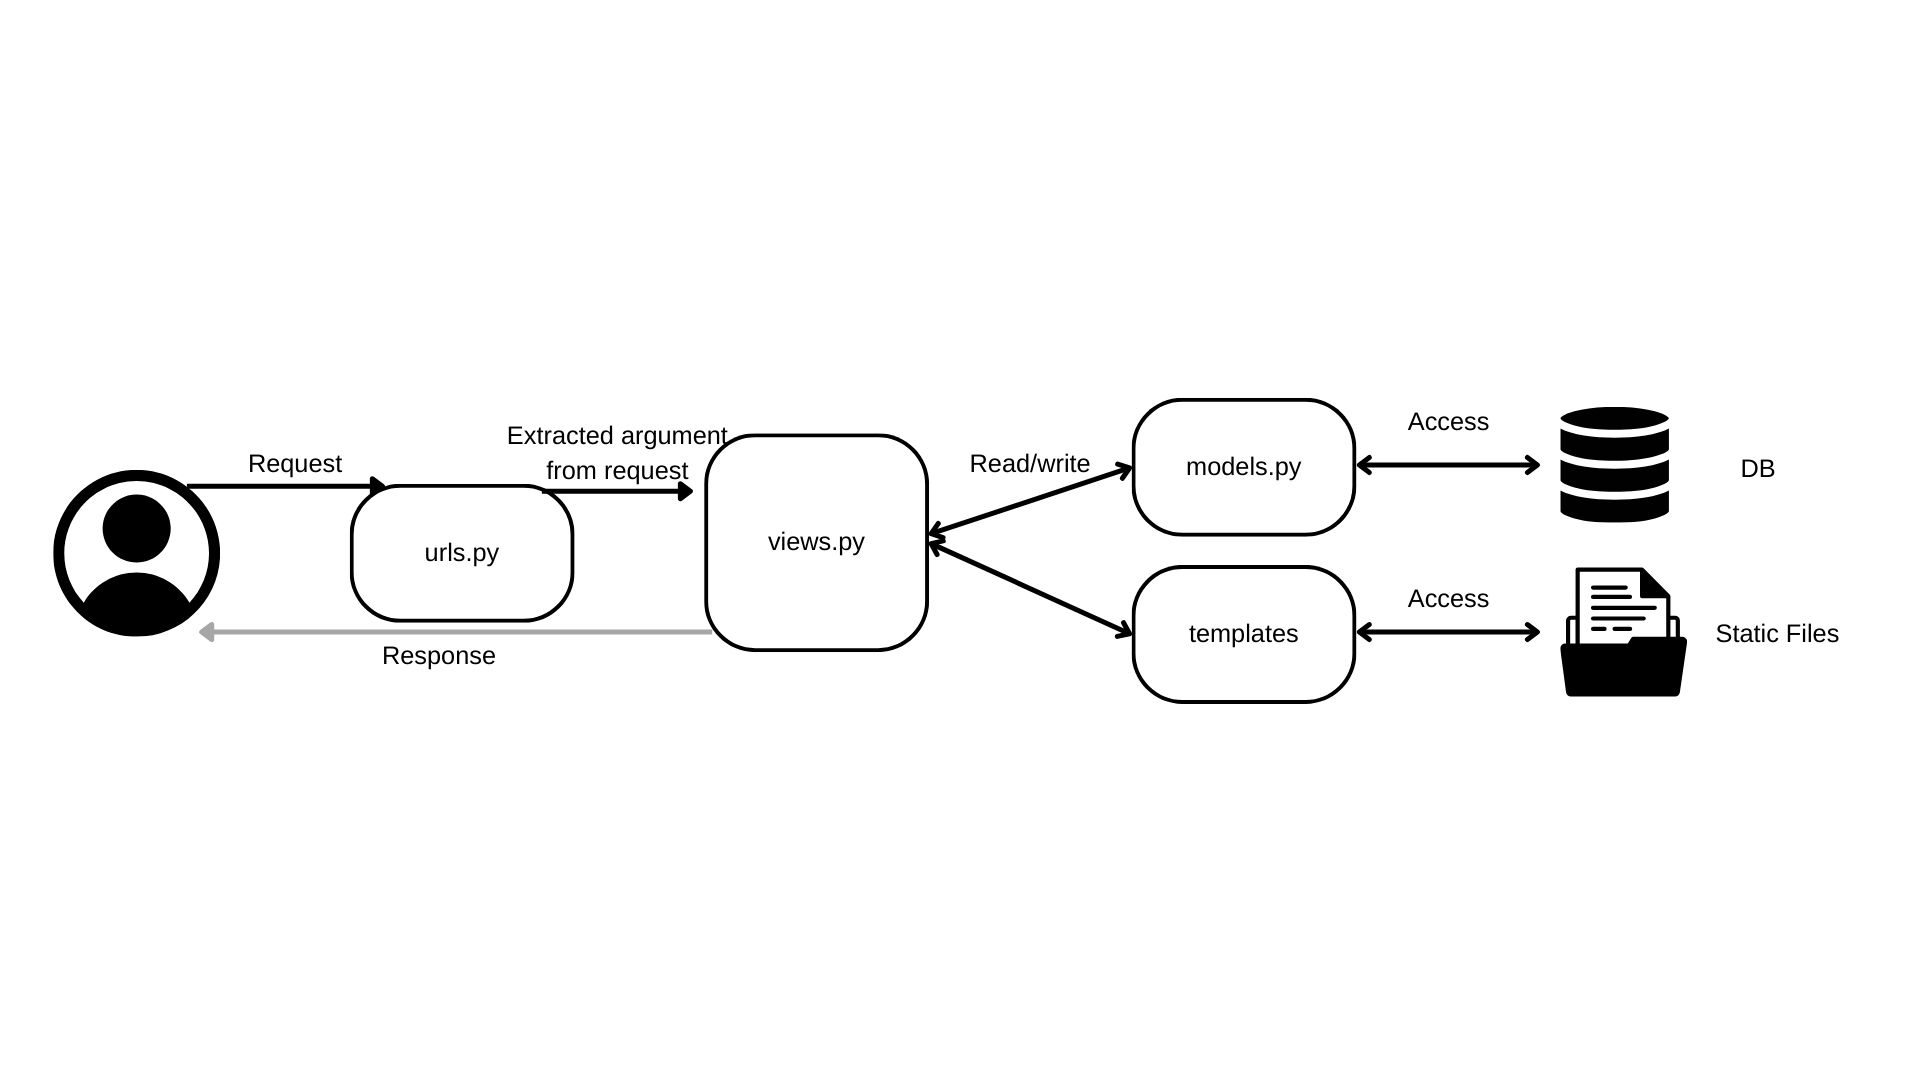 Request
Extracted argument
from request
urls.py
views.py
Response
Read/write
models.py
Access
DB
templates
Access
Static Files